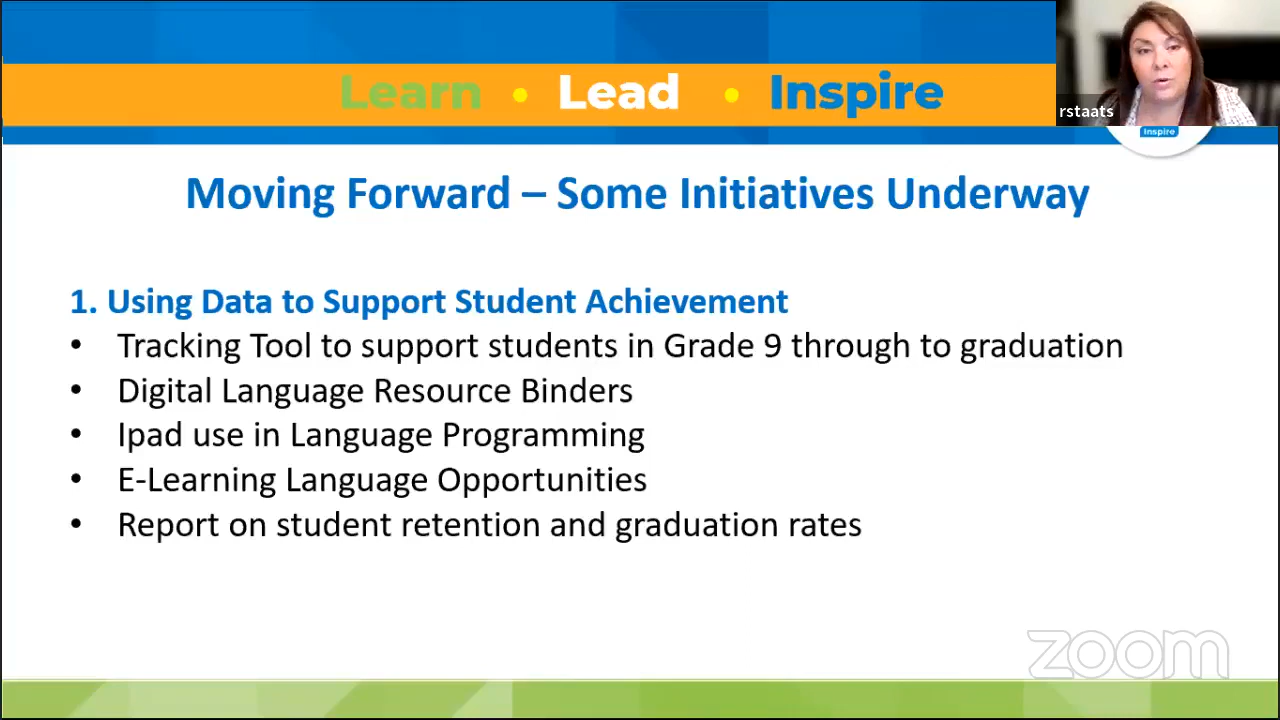 Learn • Lead • Inspire
rstaats
Inspire
Moving Forward – Some Initiatives Underway
1. Using Data to Support Student Achievement
• Tracking Tool to support students in Grade 9 through to graduation
• Digital Language Resource Binders
• Ipad use in Language Programming
• E-Learning Language Opportunities
• Report on student retention and graduation rates
zoom